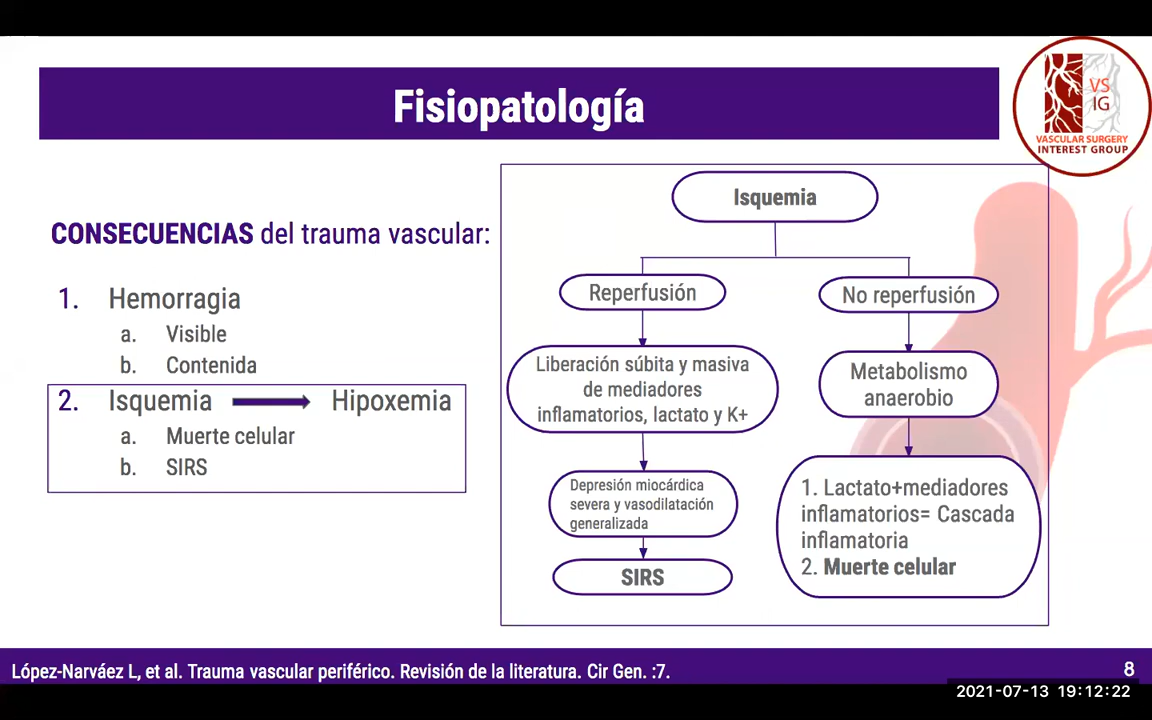 Fisiopatología
VS
IG
VASCULAR SURGERY
INTEREST GROUP
CONSECUENCIAS del trauma vascular:
1. Hemorragia
a. Visible
b. Contenida
2. Isquemia Hipoxemia
a. Muerte celular
b. SIRS
Isquemia
Reperfusión
No reperfusión
Liberación súbita y masiva
de mediadores
inflamatorios, lactato y K+
Metabolismo
anaerobio
Depresión miocárdica
severa y vasodilatación
generalizada
SIRS
1. Lactato+mediadores
inflamatorios= Cascada
inflamatoria
2. Muerte celular
López-Narváez L, et al. Trauma vascular periférico. Revisión de la literatura. Cir Gen. :7.
8
2021-07-13 19:12:22